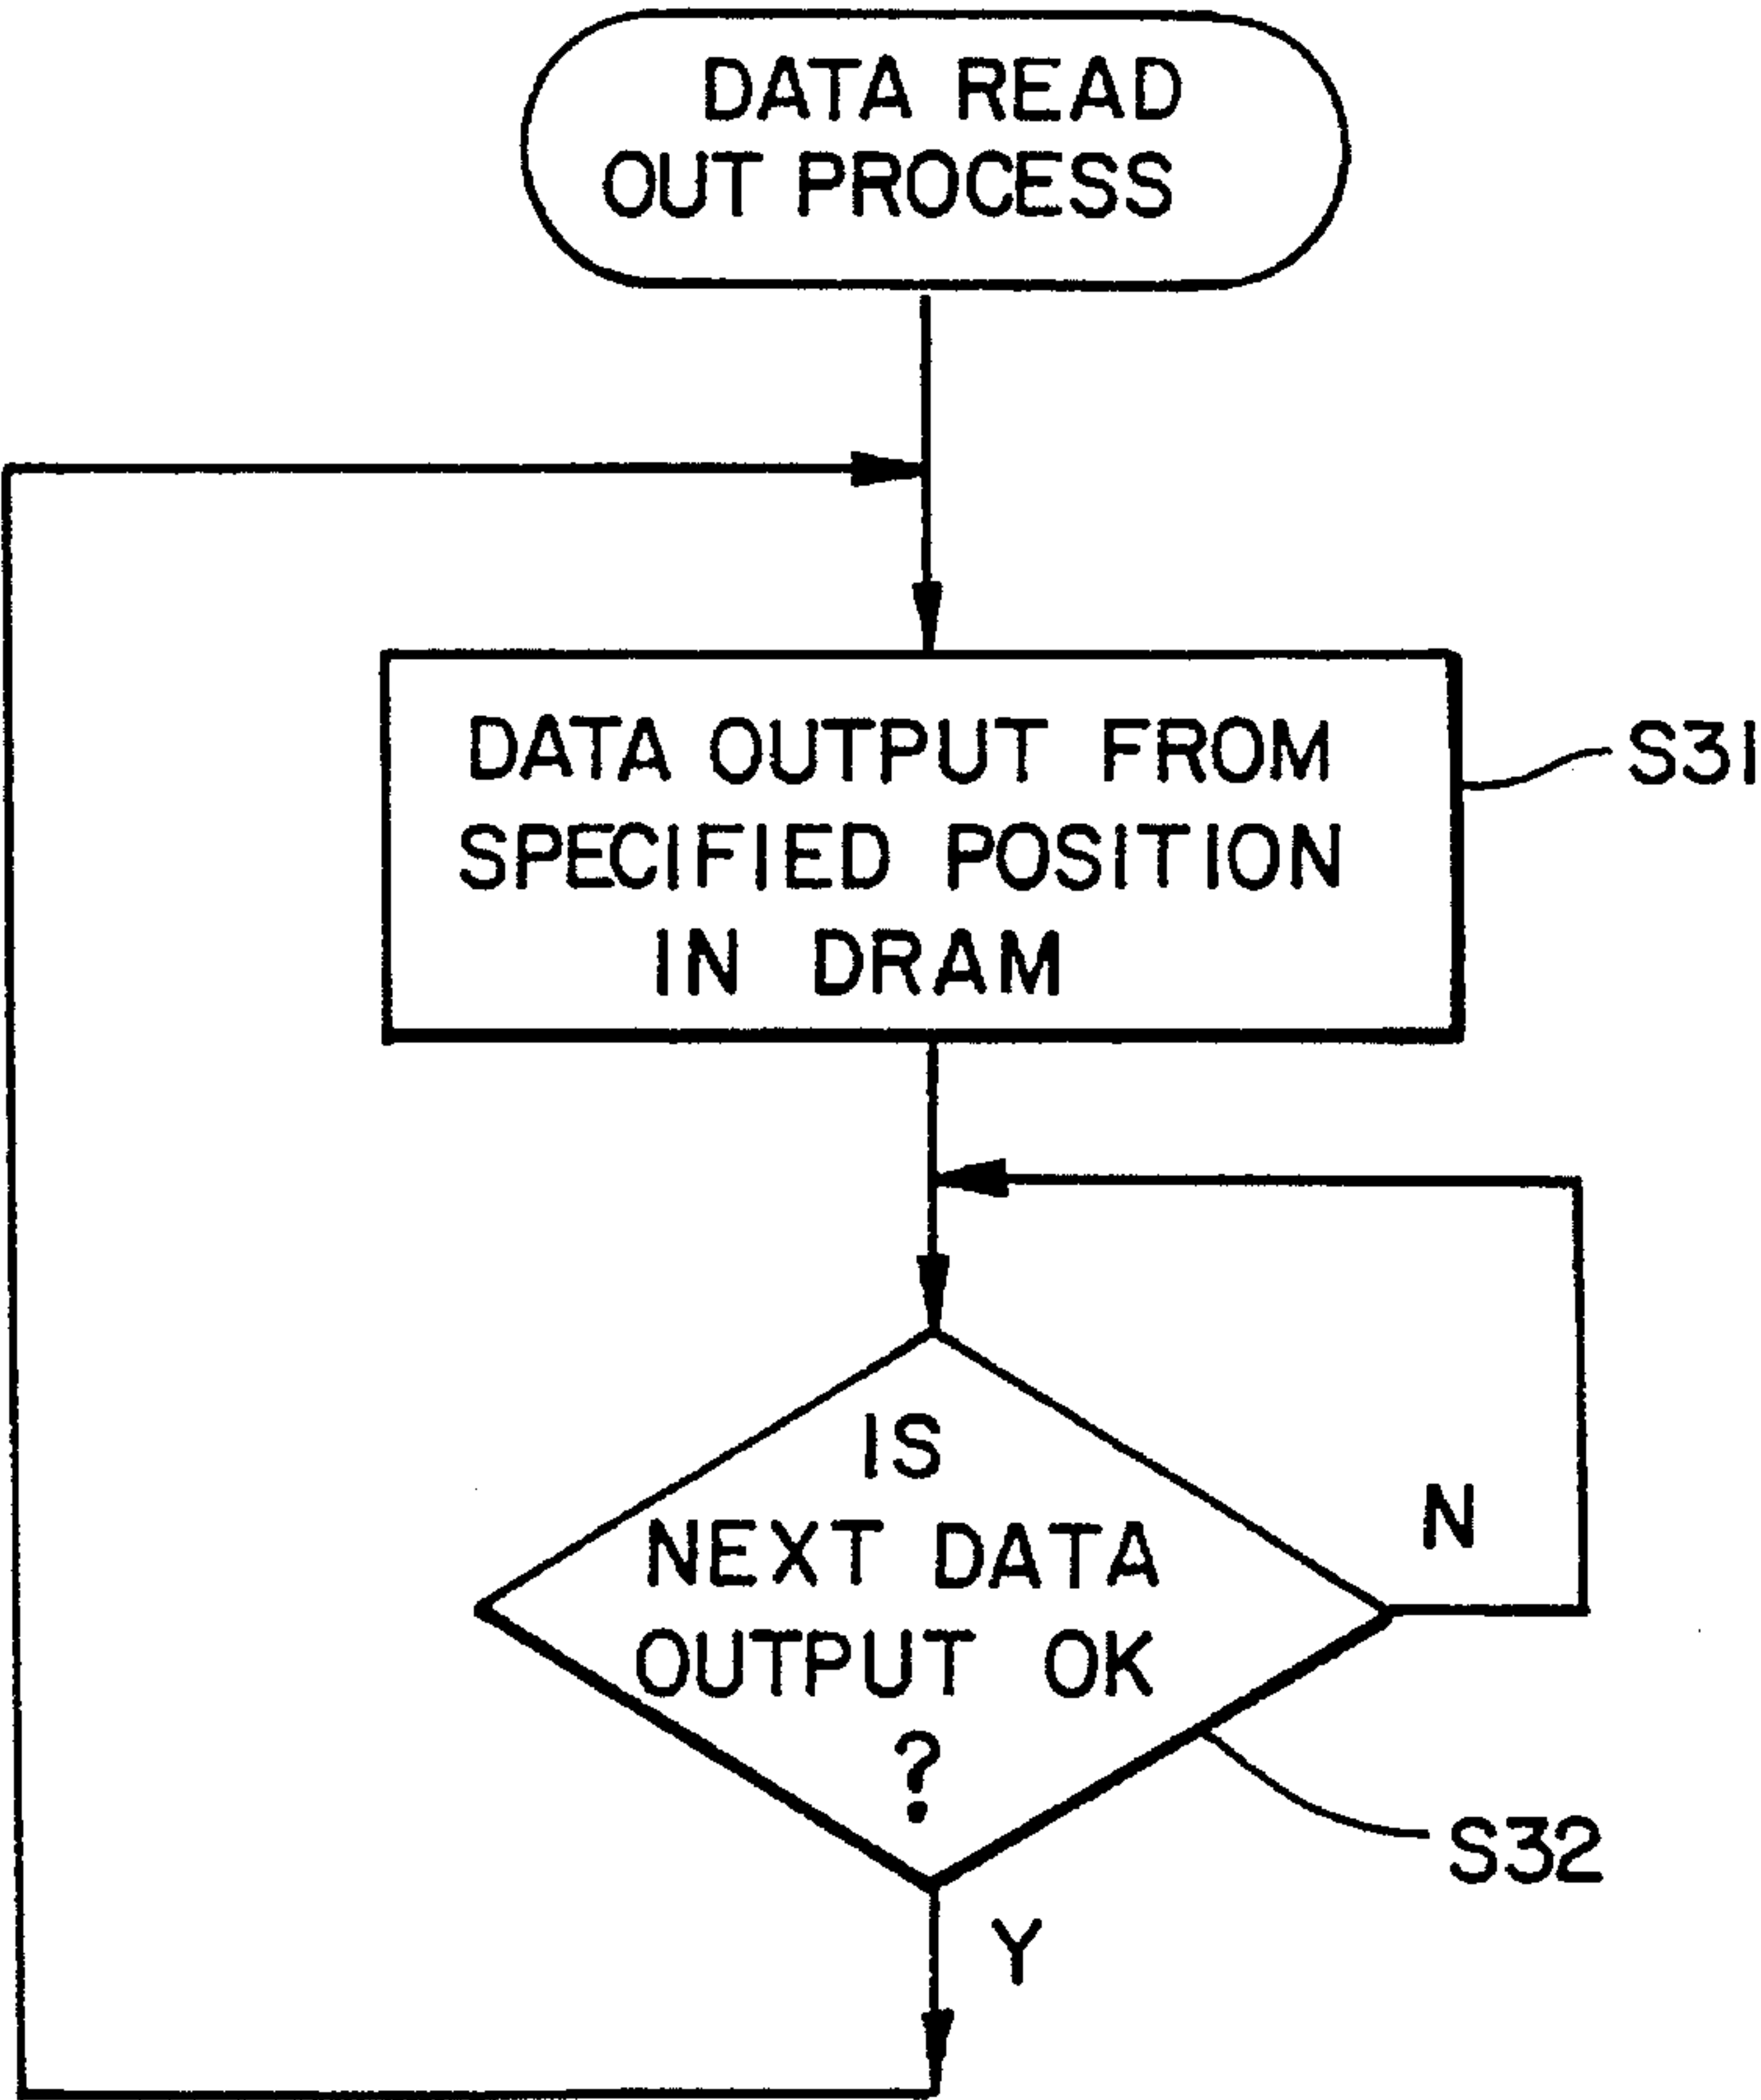 DATA READ
OUT PROCESS
DATA OUTPUT FROM
SPECIFIED POSITION
IN DRAM
S31
IS
NEXT DATA
OUTPUT OK
?
N
S32
Y